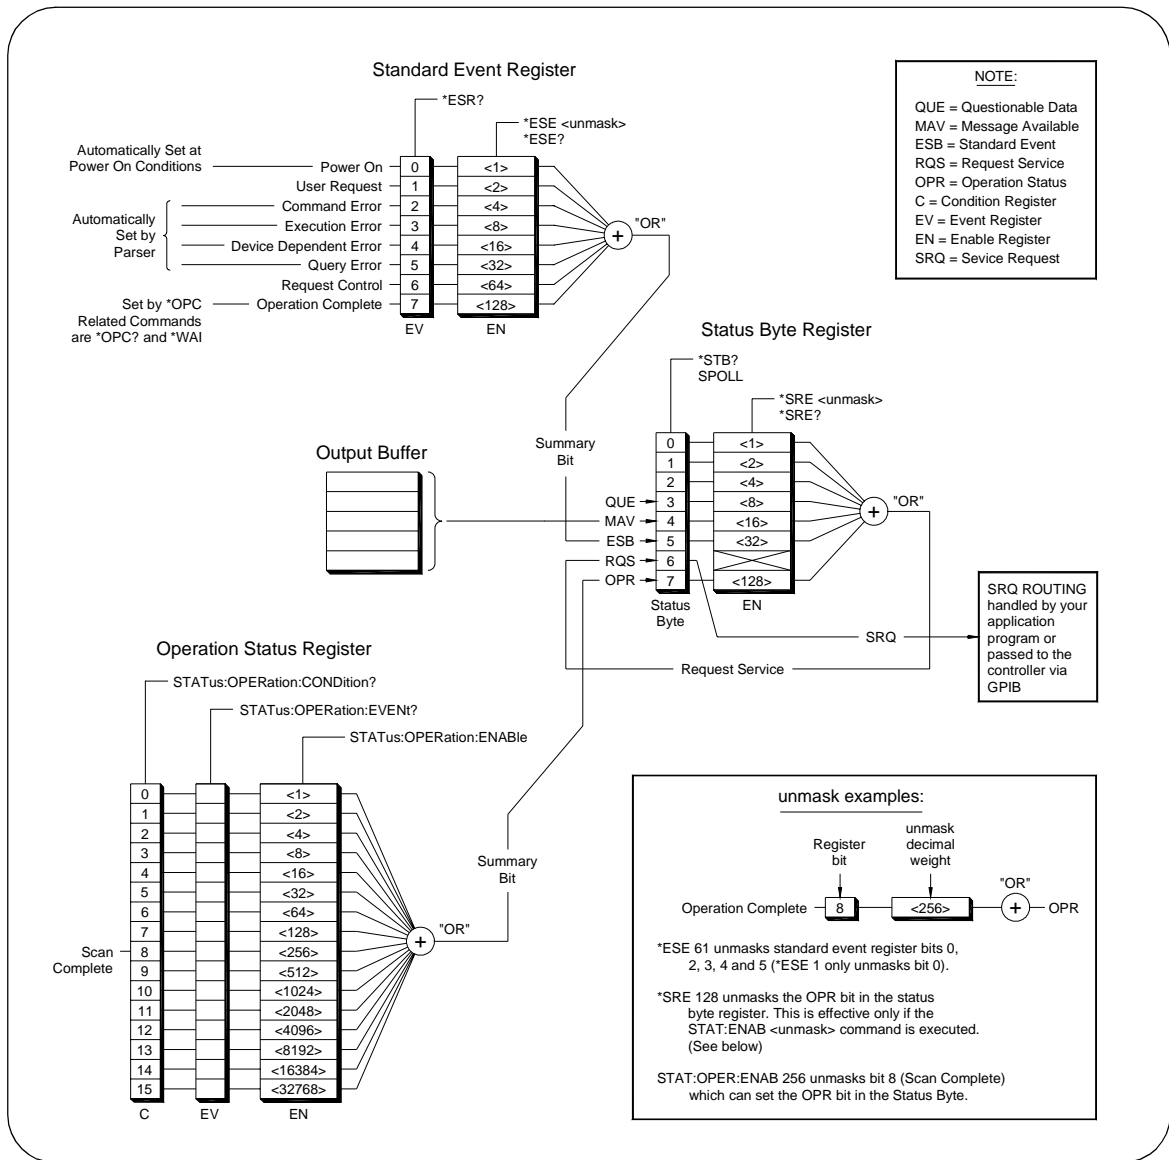 Standard Event Register
*ESR?
*ESE <unmask>
*ESE?
Automatically Set at
Power On Conditions
Power On 0 <1>
User Request 1 <2>
Command Error 2 <4>
Execution Error 3 <8>
Device Dependent Error 4 <16>
Query Error 5 <32>
Request Control 6 <64>
Operation Complete 7 <128>
Automatically
Set by
Parser
Set by *OPC
Related Commands
are *OPC? and *WAI
EV
EN
+
"OR"
NOTE:
QUE = Questionable Data
MAV = Message Available
ESB = Standard Event
RQS = Request Service
OPR = Operation Status
C = Condition Register
EV = Event Register
EN = Enable Register
SRQ = Sevice Request
Status Byte Register
*STB?
SPOLL
*SRE <unmask>
*SRE?
Summary
Bit
Output Buffer
0 <1>
1 <2>
2 <4>
QUE 3 <8>
MAV 4 <16>
ESB 5 <32>
RQS 6
OPR 7 <128>
Status
Byte
EN
+
"OR"
SRQ
Request Service
SRQ ROUTING
handled by your
application
program or
passed to the
controller via
GPIB
Operation Status Register
STATus:OPERation:CONDition?
STATus:OPERation:EVENt?
STATus:OPERation:ENABle
0 <1>
1 <2>
2 <4>
3 <8>
4 <16>
5 <32>
6 <64>
7 <128>
8 <256>
9 <512>
10 <1024>
11 <2048>
12 <4096>
13 <8192>
14 <16384>
15 <32768>
Scan
Complete
C
EV
EN
+
"OR"
Summary
Bit
unmask examples:
Register
bit
unmask
decimal
weight
Operation Complete 8 <256> + OPR
"OR"
*ESE 61 unmasks standard event register bits 0,
2, 3, 4 and 5 (*ESE 1 only unmasks bit 0).
*SRE 128 unmasks the OPR bit in the status
byte register. This is effective only if the
STAT:ENAB <unmask> command is executed.
(See below)
STAT:OPER:ENAB 256 unmasks bit 8 (Scan Complete)
which can set the OPR bit in the Status Byte.